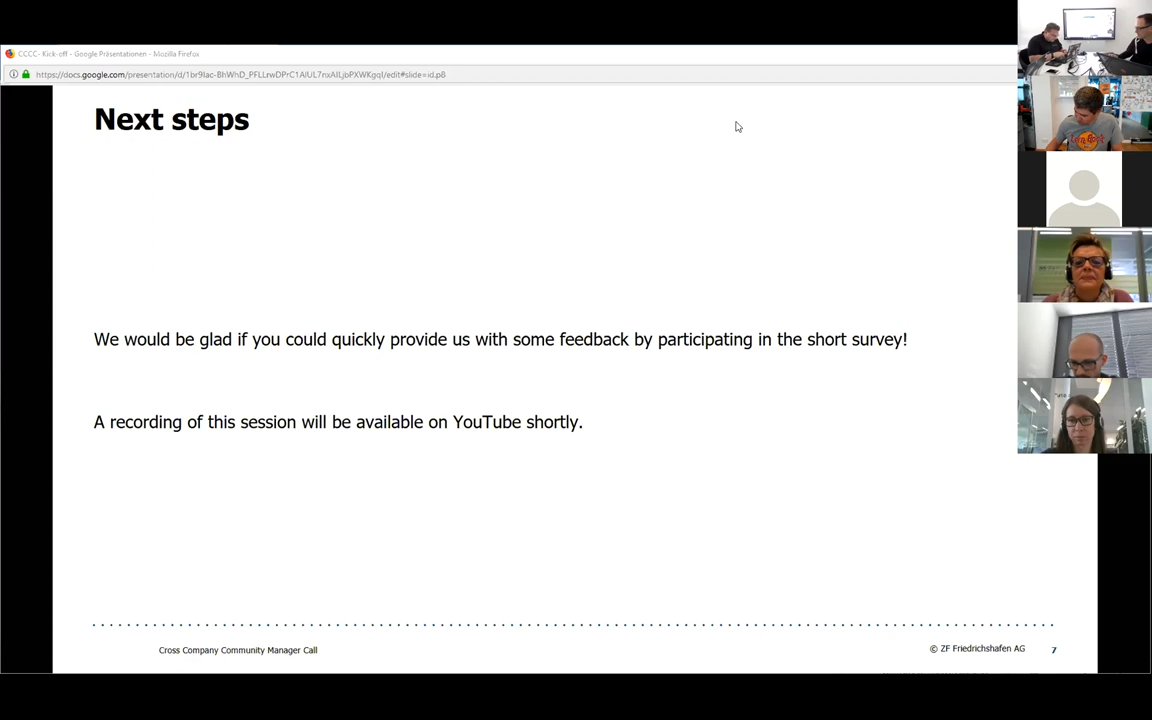 CCCC- Kick-off - Google Präsentationen - Mozilla Firefox
Next steps
We would be glad if you could quickly provide us with some feedback by participating in the short survey!
A recording of this session will be available on YouTube shortly.
Cross Company Community Manager Call
© ZF Friedrichshafen AG
7